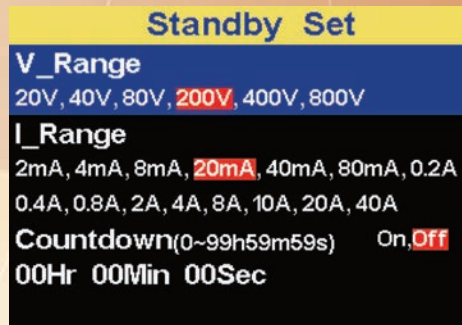 Standby Set
V_Range
20V, 40V, 80V, 200V, 400V, 800V
I_Range
2mA, 4mA, 8mA, 20mA, 40mA, 80mA, 0.2A
0.4A, 0.8A, 2A, 4A, 8A, 10A, 20A, 40A
Countdown(0~99h59m59s) On,Off
00Hr 00Min 00Sec